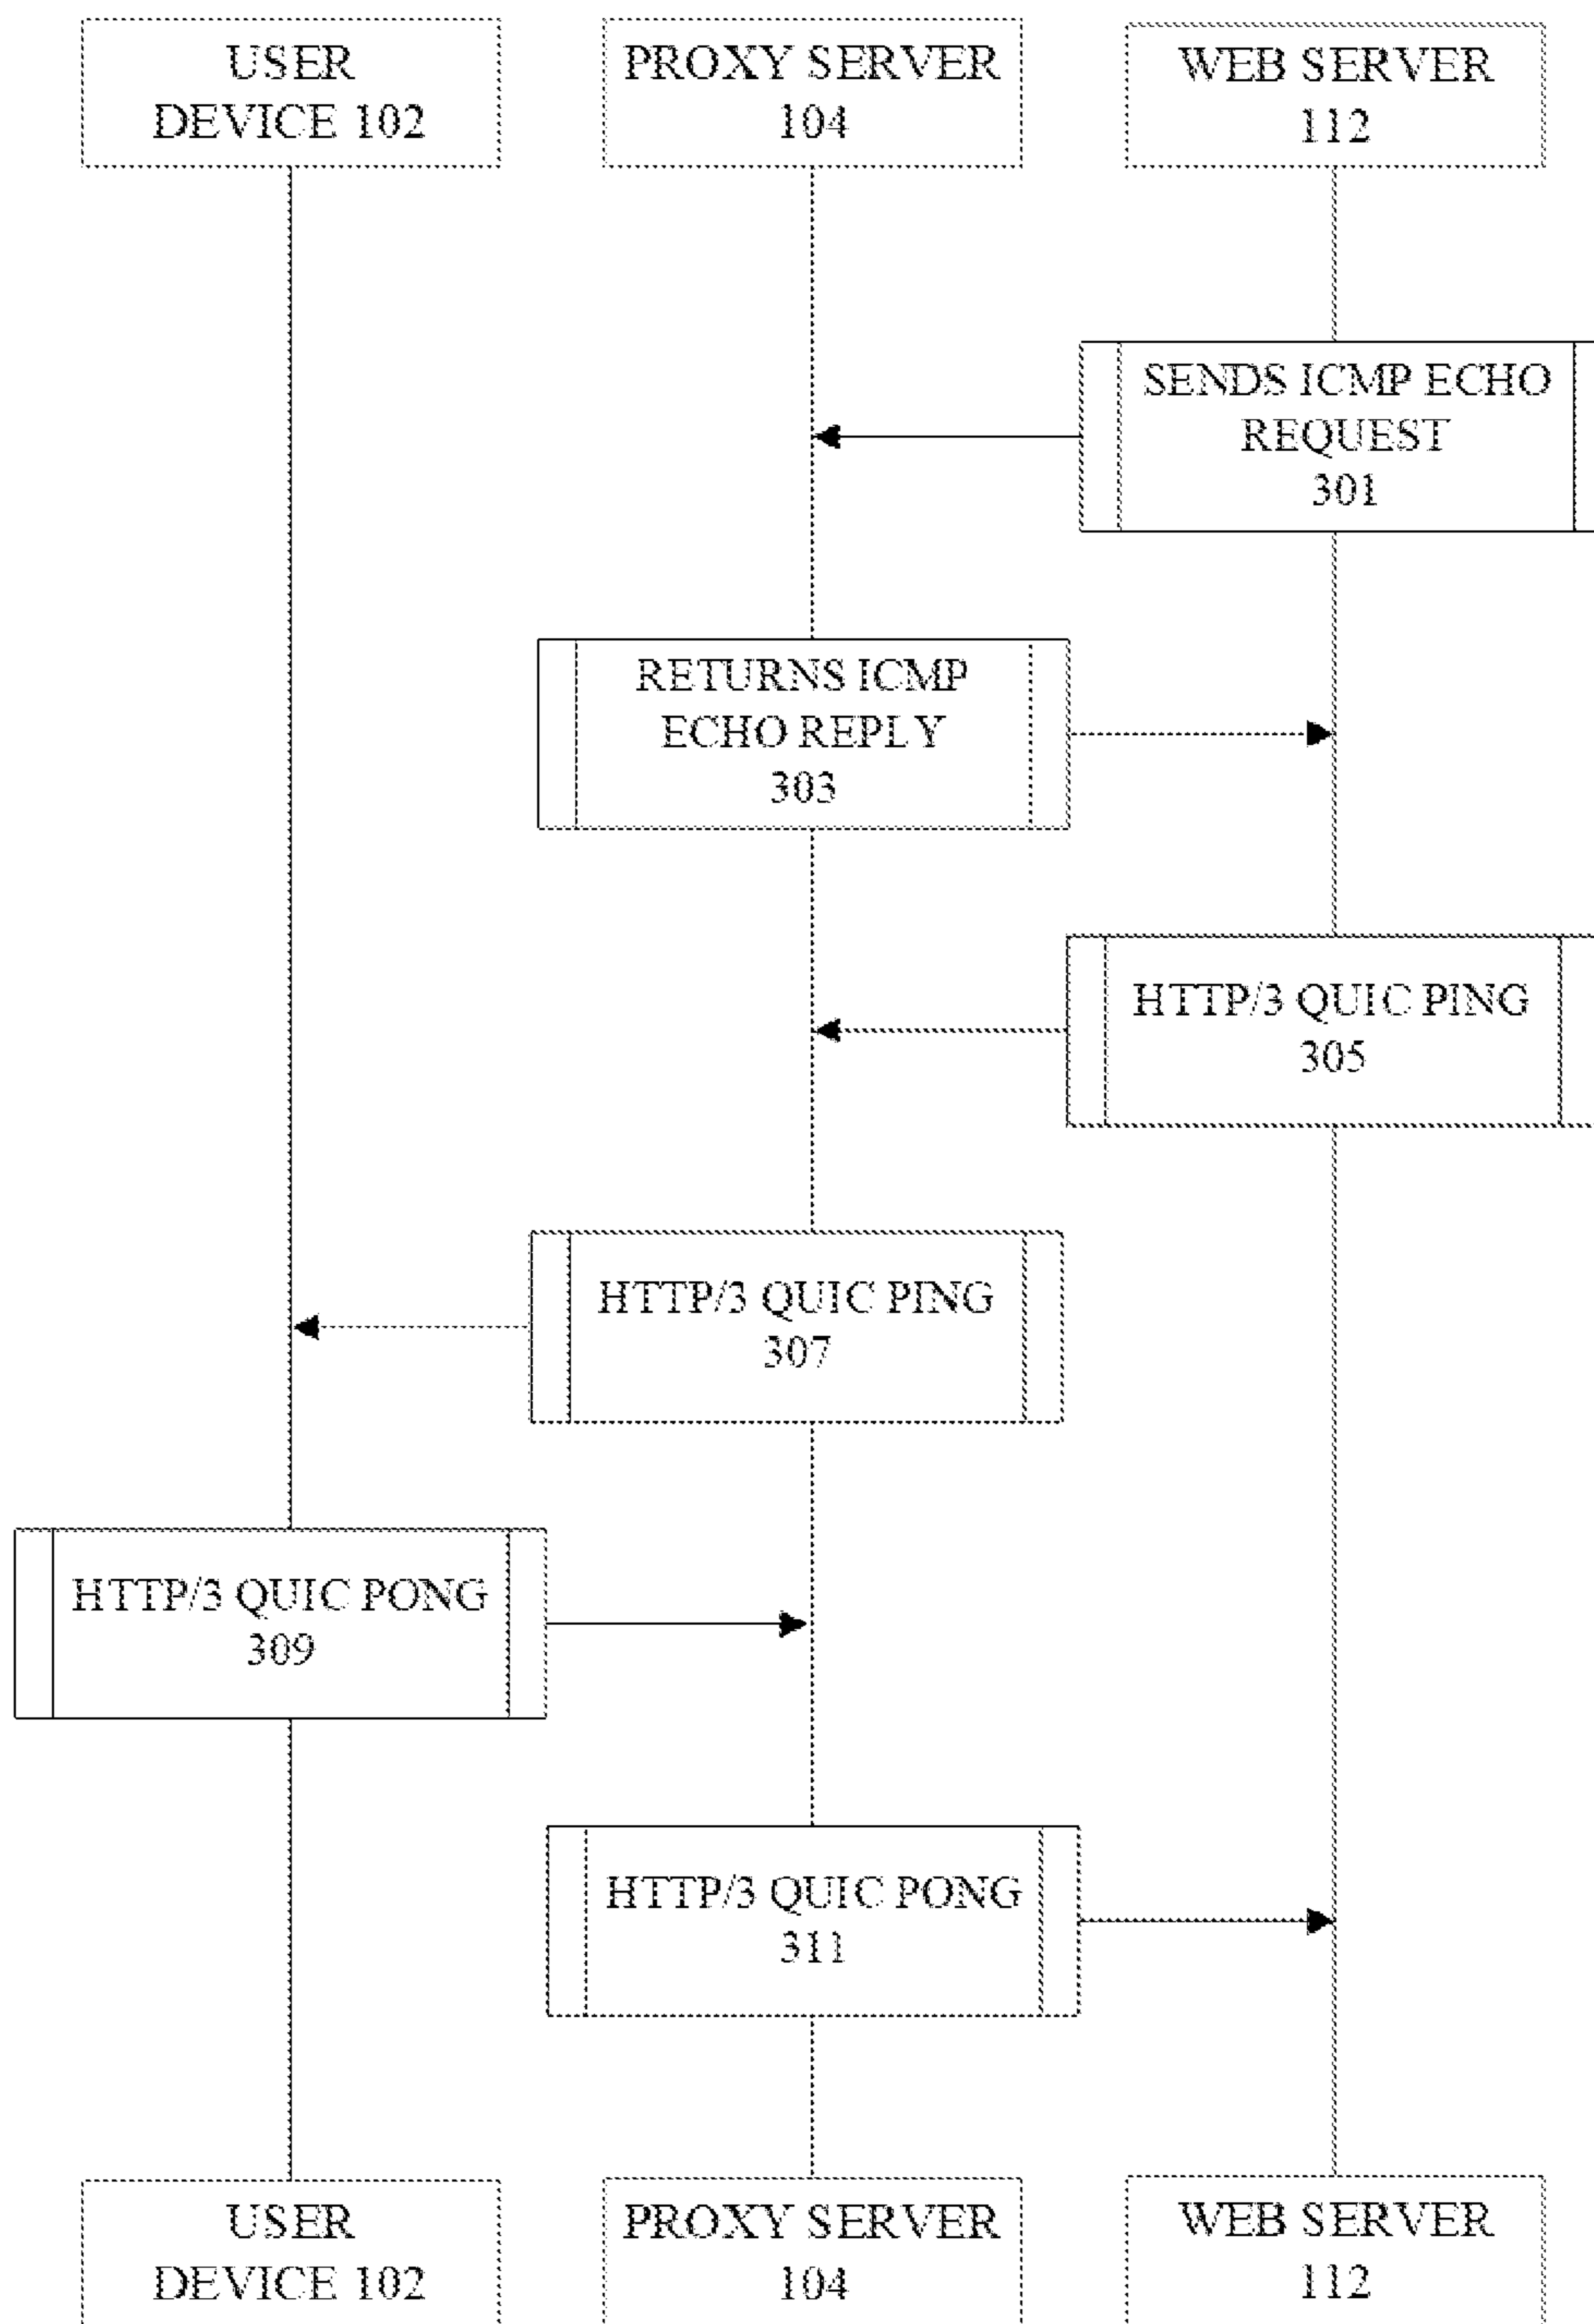 USER
DEVICE 102
PROXY SERVER
104
WEB SERVER
112
SENDS ICMP ECHO
REQUEST
301
RETURNS ICMP
ECHO REPLY
303
HTTP/3 QUIC PING
305
HTTP/3 QUIC PING
307
HTTP/3 QUIC PONG
309
HTTP/3 QUIC PONG
311
USER
DEVICE 102
PROXY SERVER
104
WEB SERVER
112